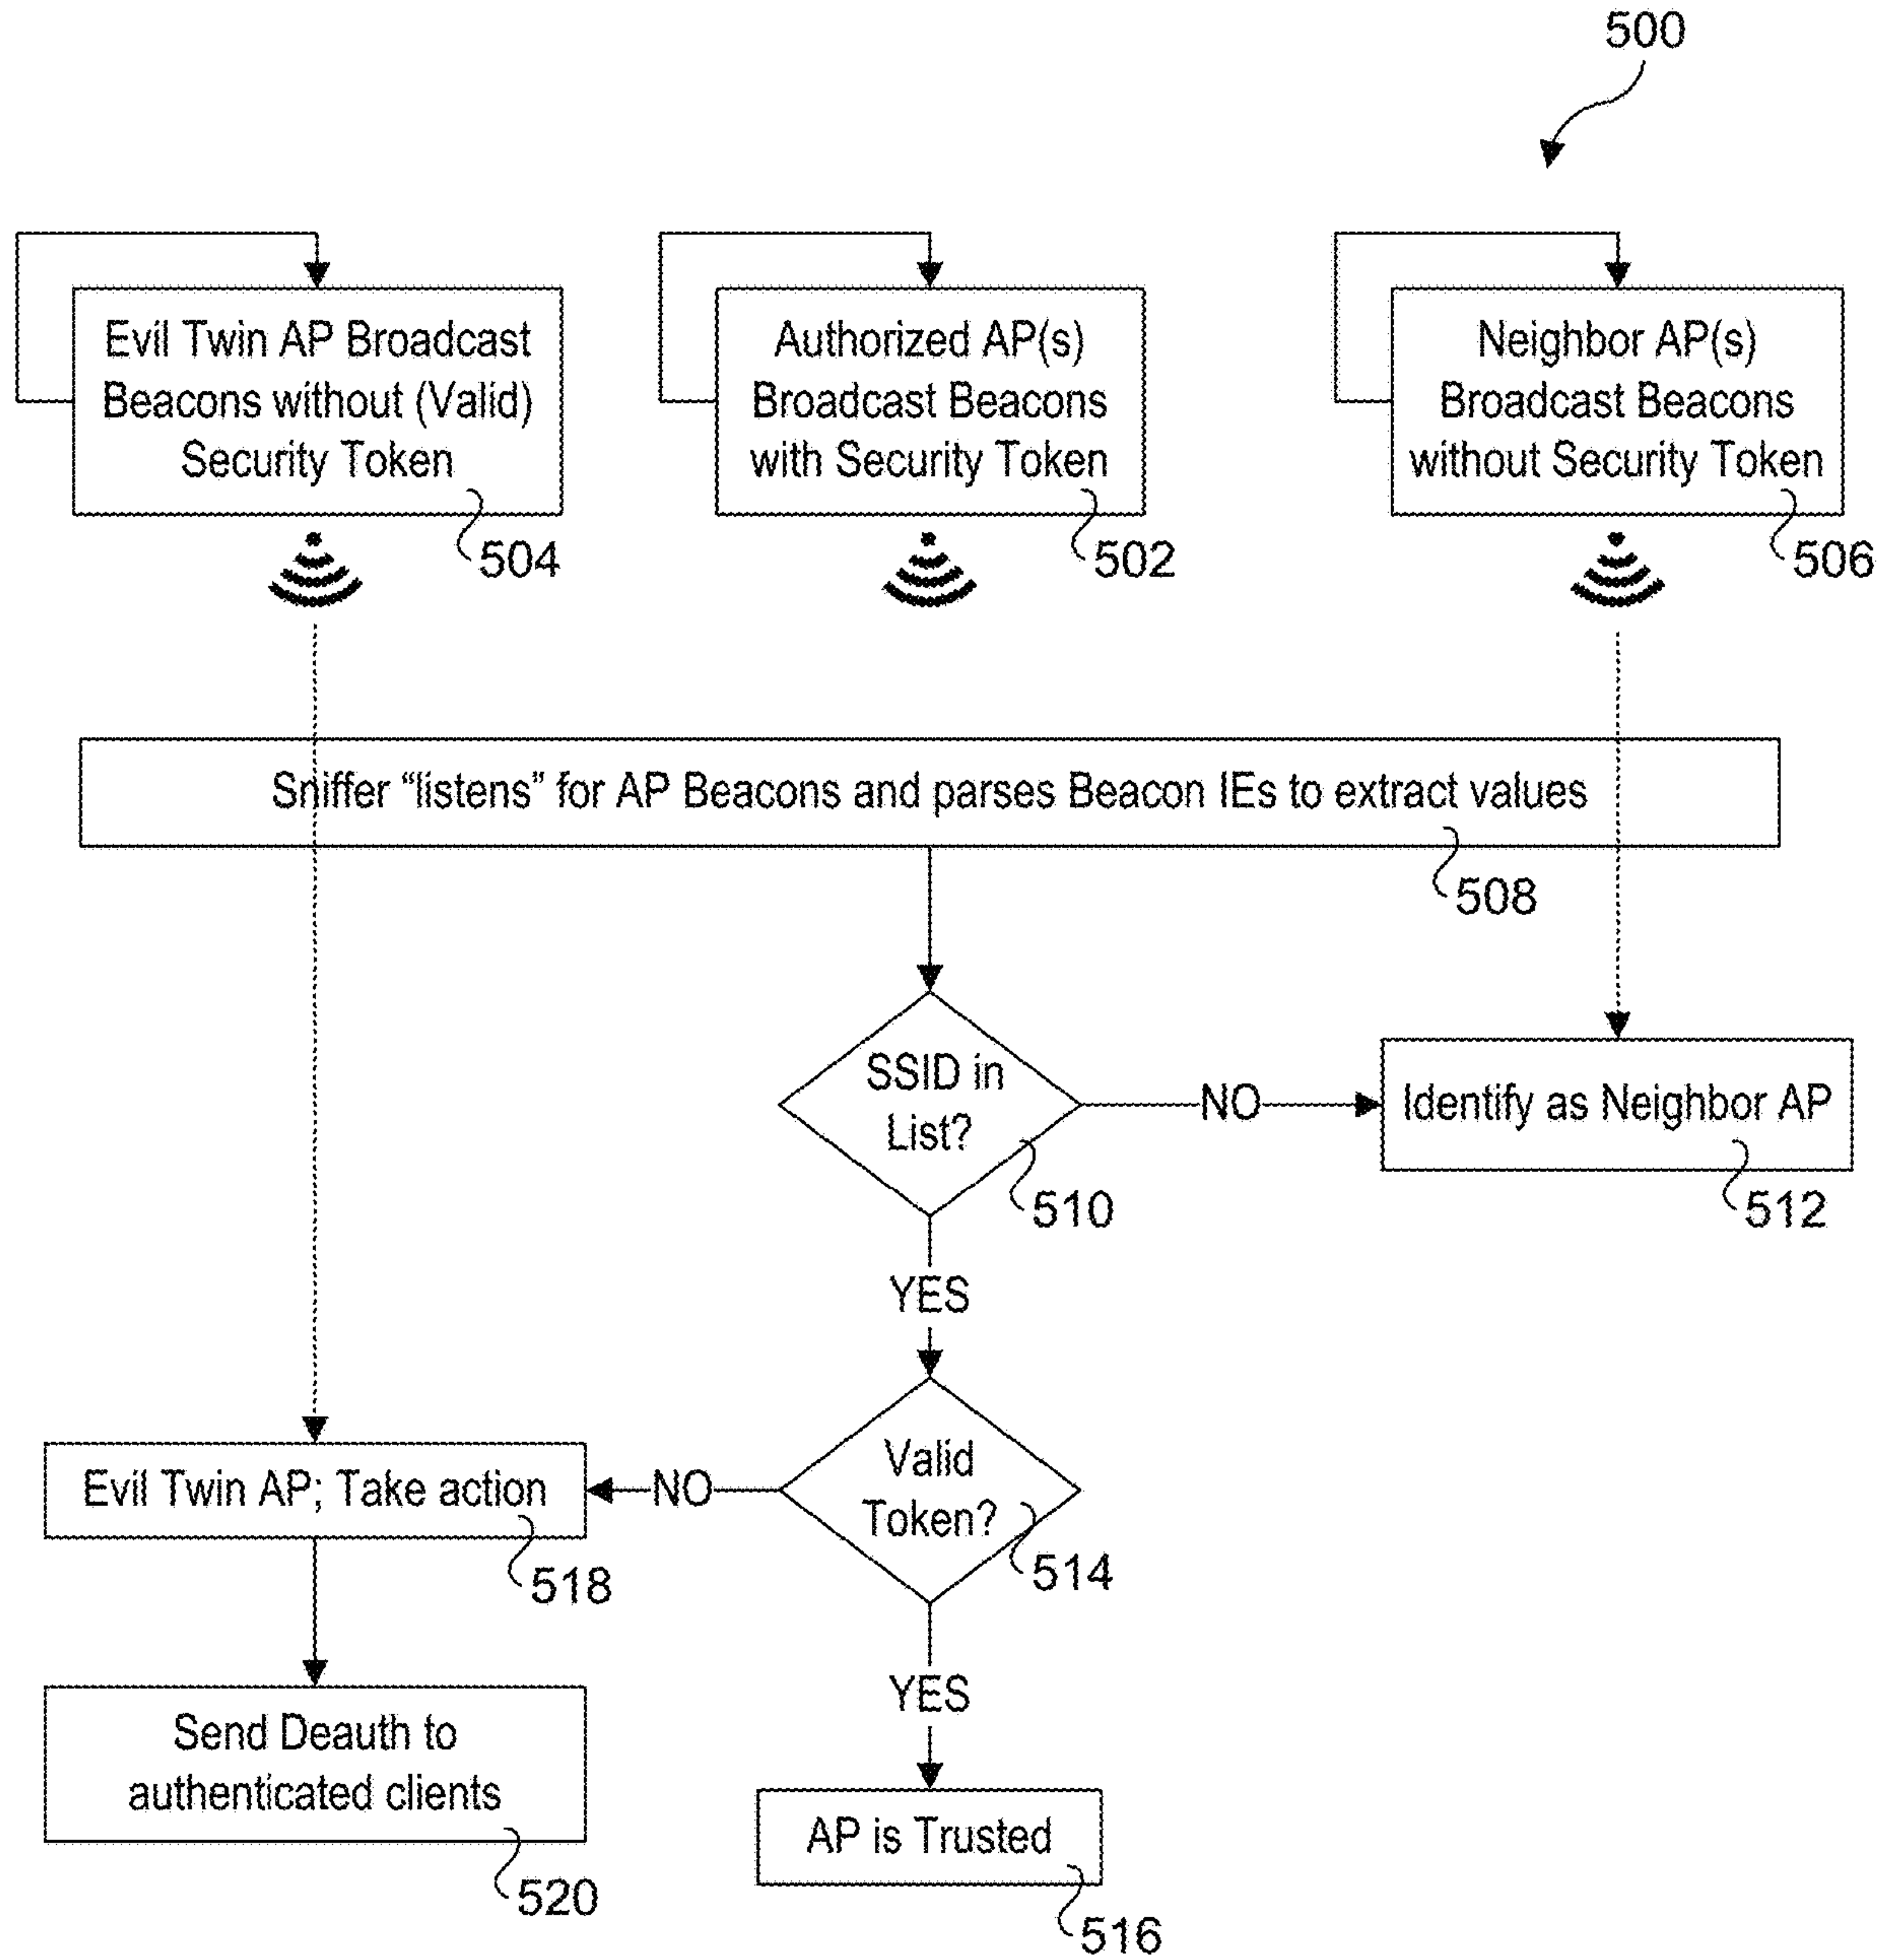 500
Evil Twin AP Broadcast
Beacons without (Valid)
Security Token
504
Authorized AP(s)
Broadcast Beacons
with Security Token
502
Neighbor AP(s)
Broadcast Beacons
without Security Token
506
Sniffer “listens” for AP Beacons and parses Beacon IEs to extract values
508
SSID in
List?
510
NO
Identify as Neighbor AP
512
YES
Valid
Token?
514
NO
Evil Twin AP; Take action
518
YES
Send Deauth to
authenticated clients
520
AP is Trusted
516